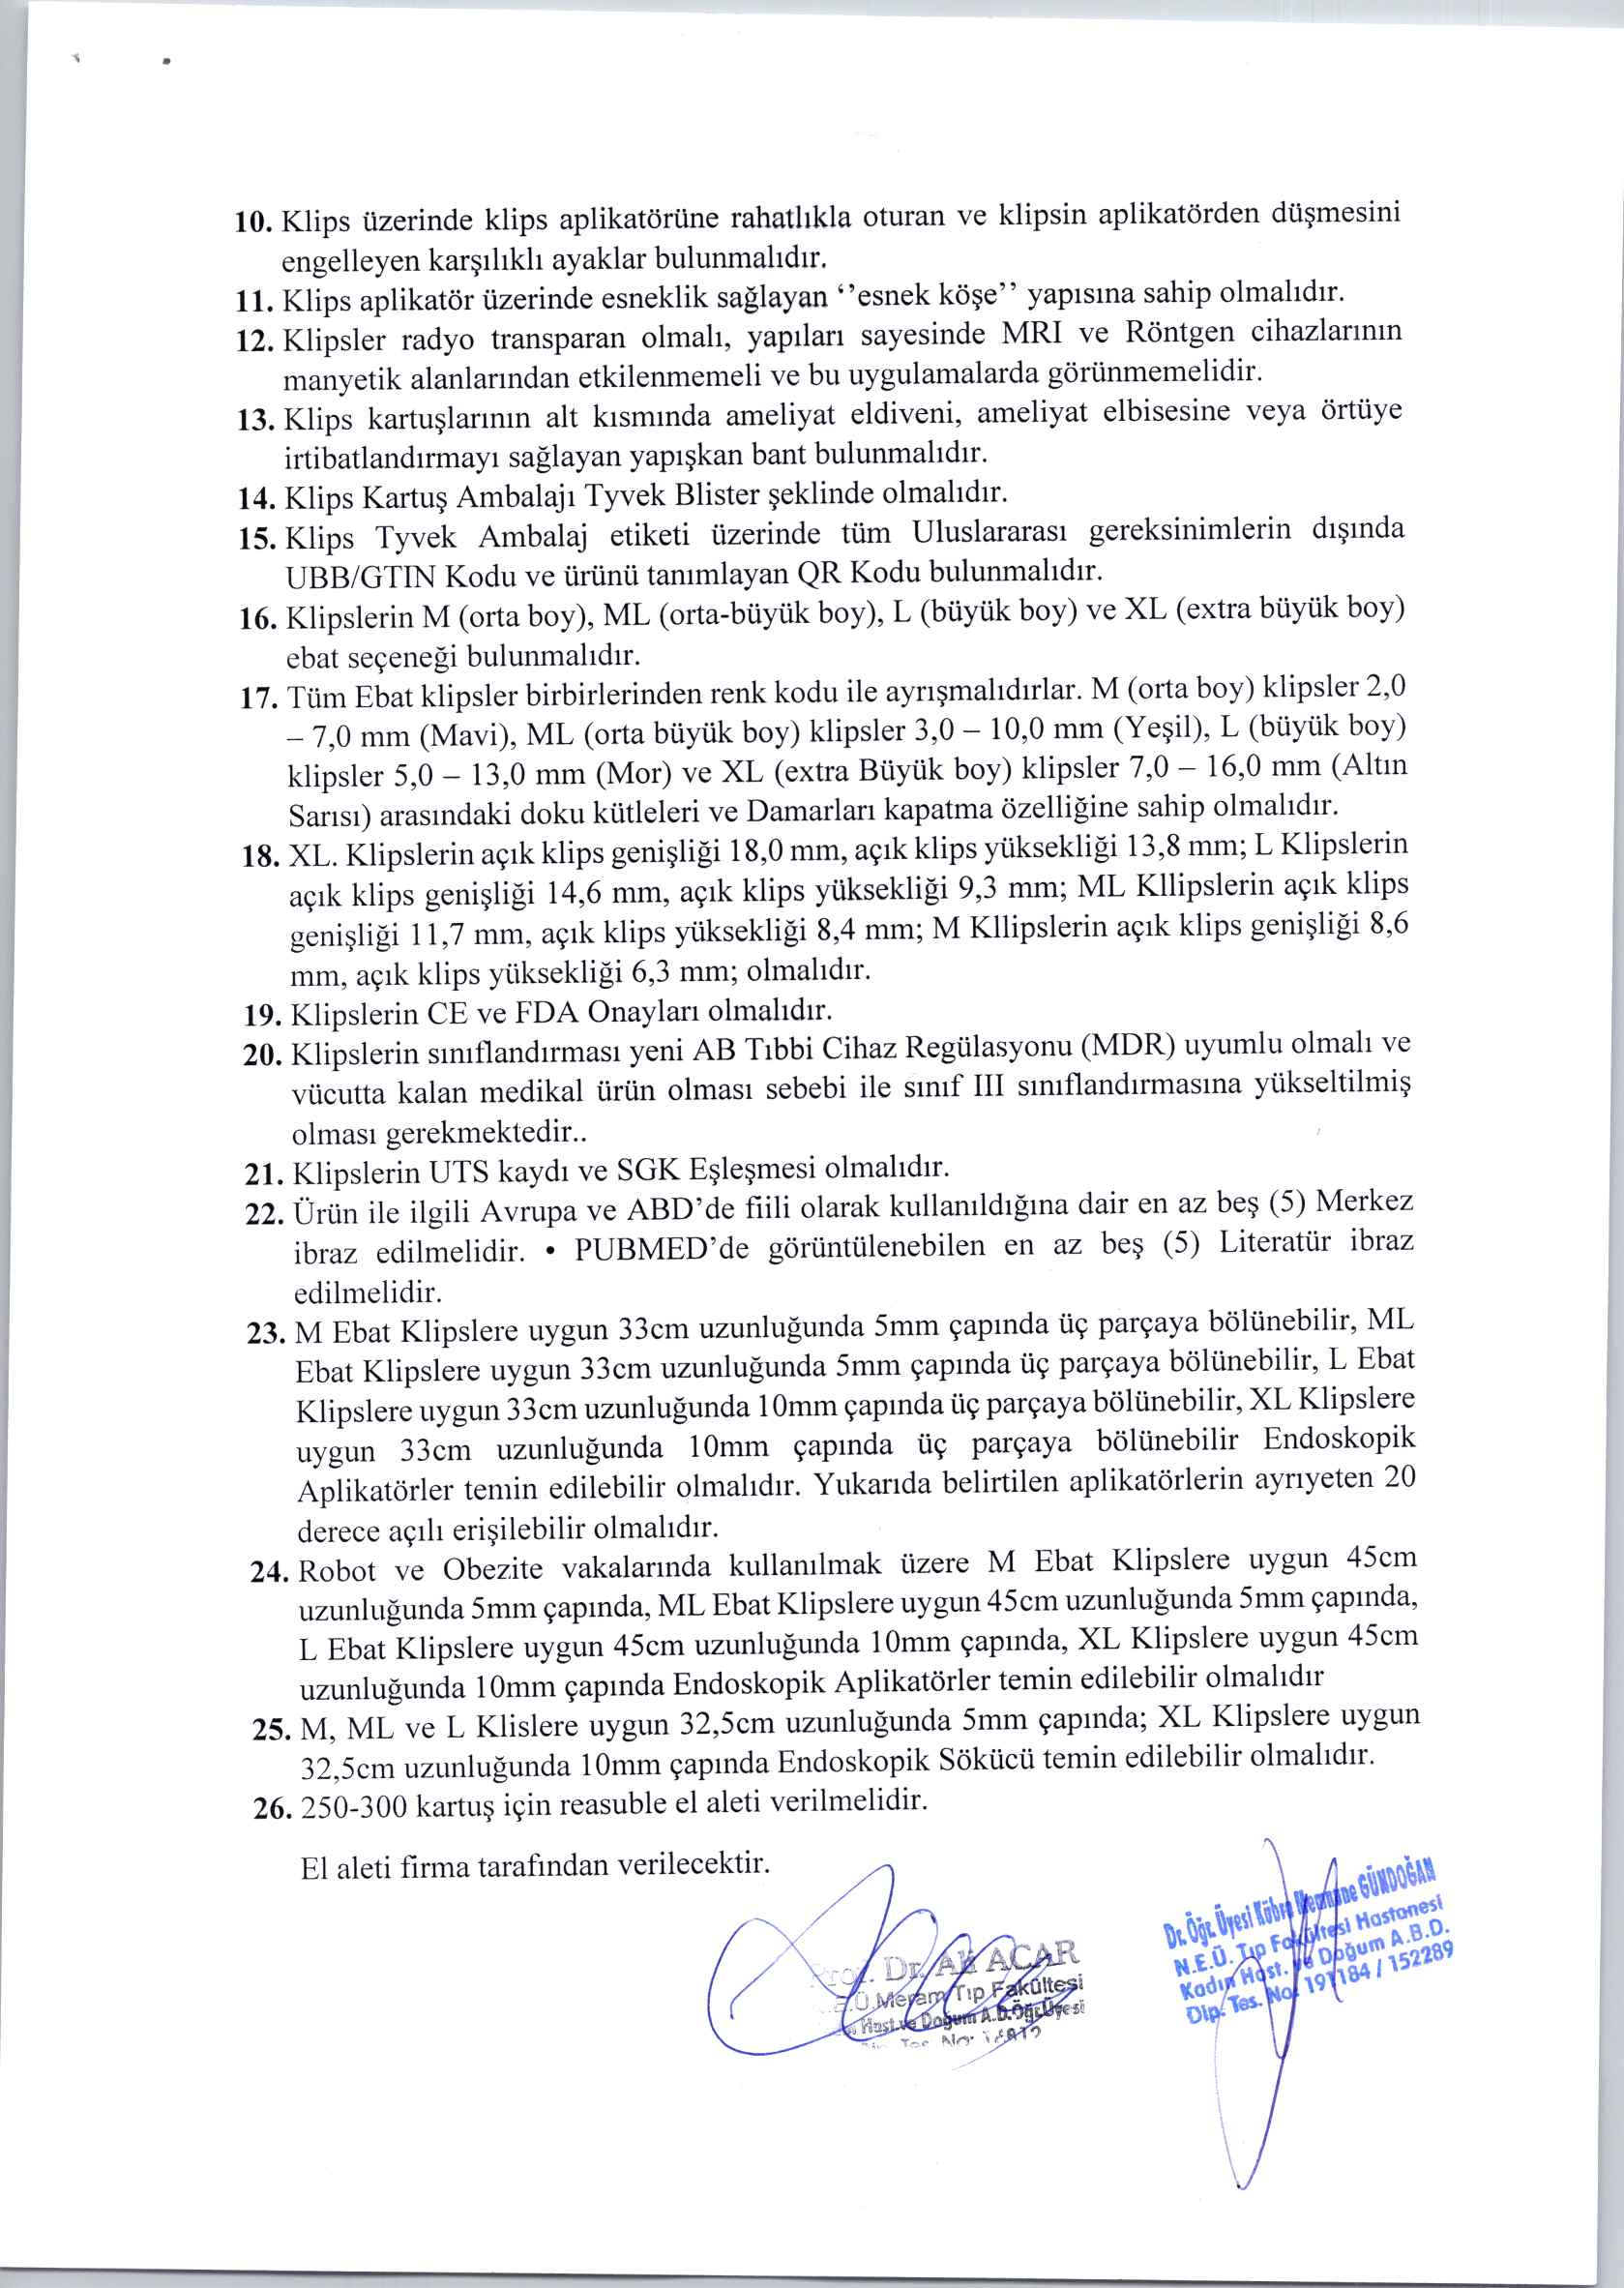 10. Klips üzerinde klips aplikatörüne rahatlıkla oturan ve klipsin aplikatörden düşmesini
engelleyen karşılıklı ayaklar bulunmalıdır.
11. Klips aplikatör üzerinde esneklik sağlayan ‘’esnek köşe’’ yapısına sahip olmalıdır.
12. Klipsler radyo transparan olmalı, yapıları sayesinde MRI ve Röntgen cihazlarının
manyetik alanlarından etkilenmemeli ve bu uygulamalarda görünmemelidir.
13. Klips kartuşlarının alt kısmında ameliyat eldiveni, ameliyat elbisesine veya örtüye
irtibatlandırmayı sağlayan yapışkan bant bulunmalıdır.
14. Klips Kartuş Ambalajı Tyvek Blister şeklinde olmalıdır.
15. Klips Tyvek Ambalaj etiketi üzerinde tüm Uluslararası gereksinimlerin dışında
UBB/GTIN Kodu ve ürünü tanımlayan QR Kodu bulunmalıdır.
16. Klipslerin M (orta boy), ML (orta-büyük boy), L (büyük boy) ve XL (extra büyük boy)
ebat seçeneği bulunmalıdır.
17. Tüm Ebat klipsler birbirlerinden renk kodu ile ayrışmalıdırlar. M (orta boy) klipsler 2,0
– 7,0 mm (Mavi), ML (orta büyük boy) klipsler 3,0 – 10,0 mm (Yeşil), L (büyük boy)
klipsler 5,0 – 13,0 mm (Mor) ve XL (extra Büyük boy) klipsler 7,0 – 16,0 mm (Altın
Sarısı) arasındaki doku kütleleri ve Damarları kapatma özelliğine sahip olmalıdır.
18. XL. Klipslerin açık klips genişliği 18,0 mm, açık klips yüksekliği 13,8 mm; L Klipslerin
açık klips genişliği 14,6 mm, açık klips yüksekliği 9,3 mm; ML Kllipslerin açık klips
genişliği 11,7 mm, açık klips yüksekliği 8,4 mm; M Kllipslerin açık klips genişliği 8,6
mm, açık klips yüksekliği 6,3 mm; olmalıdır.
19. Klipslerin CE ve FDA Onayları olmalıdır.
20. Klipslerin sınıflandırması yeni AB Tıbbi Cihaz Regülasyonu (MDR) uyumlu olmalı ve
vücutta kalan medikal ürün olması sebebi ile sınıf III sınıflandırmasına yükseltilmiş
olması gerekmektedir..
21. Klipslerin UTS kaydı ve SGK Eşleşmesi olmalıdır.
22. Ürün ile ilgili Avrupa ve ABD’de fiili olarak kullanıldığına dair en az beş (5) Merkez
ibraz edilmelidir. • PUBMED’de görüntülenebilen en az beş (5) Literatür ibraz
edilmelidir.
23. M Ebat Klipslere uygun 33cm uzunluğunda 5mm çapında üç parçaya bölünebilir, ML
Ebat Klipslere uygun 33cm uzunluğunda 5mm çapında üç parçaya bölünebilir, L Ebat
Klipslere uygun 33cm uzunluğunda 10mm çapında üç parçaya bölünebilir, XL Klipslere
uygun 33cm uzunluğunda 10mm çapında üç parçaya bölünebilir Endoskopik
Aplikatörler temin edilebilir olmalıdır. Yukarıda belirtilen aplikatörlerin ayrıyeten 20
derece açılı erişilebilir olmalıdır.
24. Robot ve Obezite vakalarında kullanılmak üzere M Ebat Klipslere uygun 45cm
uzunluğunda 5mm çapında, ML Ebat Klipslere uygun 45cm uzunluğunda 5mm çapında,
L Ebat Klipslere uygun 45cm uzunluğunda 10mm çapında, XL Klipslere uygun 45cm
uzunluğunda 10mm çapında Endoskopik Aplikatörler temin edilebilir olmalıdır
25. M, ML ve L Klislere uygun 32,5cm uzunluğunda 5mm çapında; XL Klipslere uygun
32,5cm uzunluğunda 10mm çapında Endoskopik Sökücü temin edilebilir olmalıdır.
26. 250-300 kartuş için reasuble el aleti verilmelidir.
El aleti firma tarafından verilecektir.
Prof. Dr. Ali ACAR
Meram Tıp Fakültesi
Hast. ve Doğum A.D. Öğr. Üyesi
Tes. No:
Dr. Öğr. Üyesi Kübra GÜNDOĞAN
N.E.Ü. Tıp Fakültesi Hastanesi
Kadın Hast. ve Doğum A.B.D.
Dip. Tes. No: 191184 / 152289